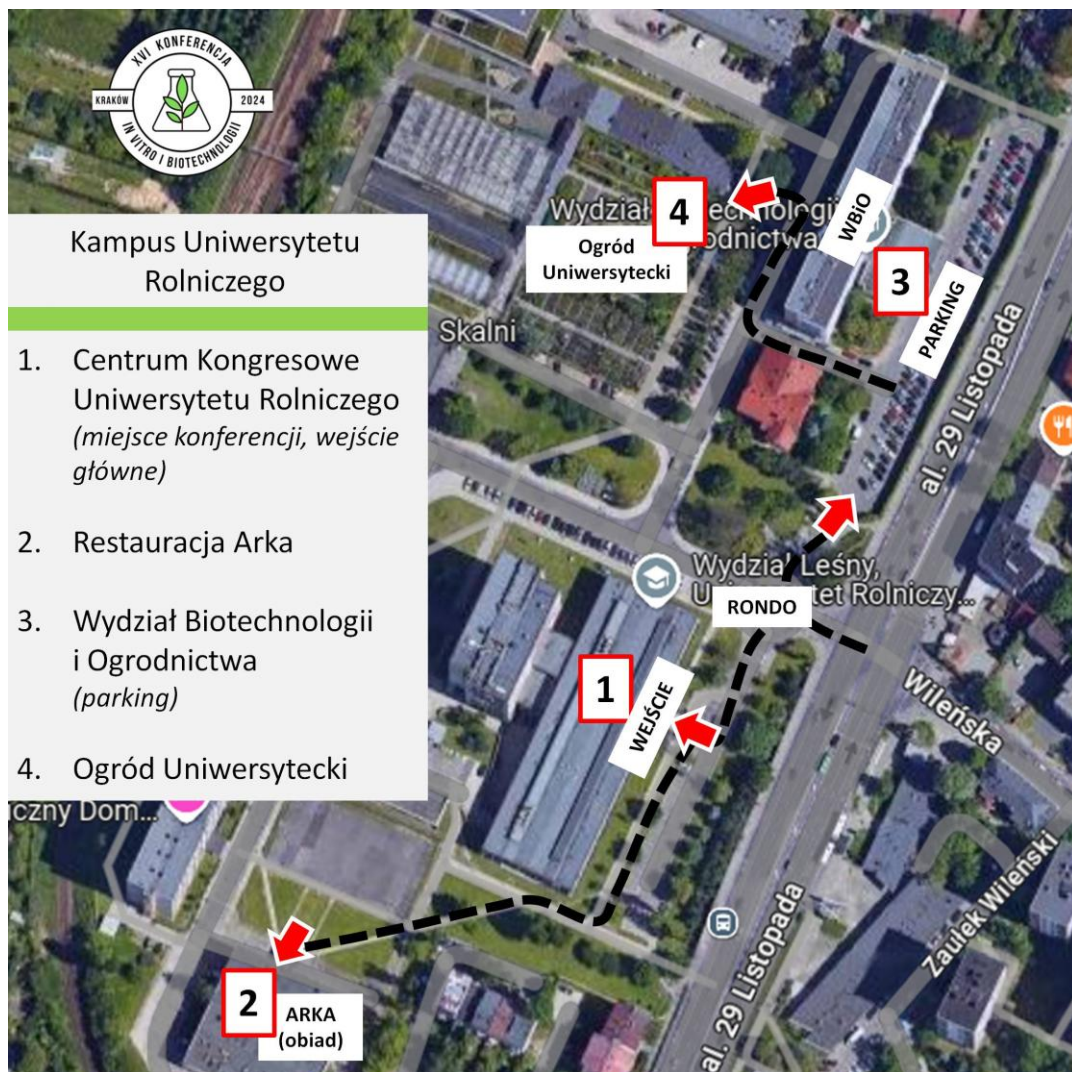 XVI KONFERENCJA
KRAKÓW 2024
IN VITRO I BIOTECHNOLOGII
Kampus Uniwersytetu
Rolniczego
1. Centrum Kongresowe
Uniwersytetu Rolniczego
(miejsce konferencji, wejście
główne)
2. Restauracja Arka
3. Wydział Biotechnologii
i Ogrodnictwa
(parking)
4. Ogród Uniwersytecki
4
Ogród
Uniwersytecki
WBIO
3
PARKING
Skalni
al. 29 Listopada
Wydział Leśny,
Rolniczy...
RONDO
1
WEJŚCIE
Wileńska
Zaułek Wileński
al. 29 Listopada
Dom...
2
ARKA
(obiad)